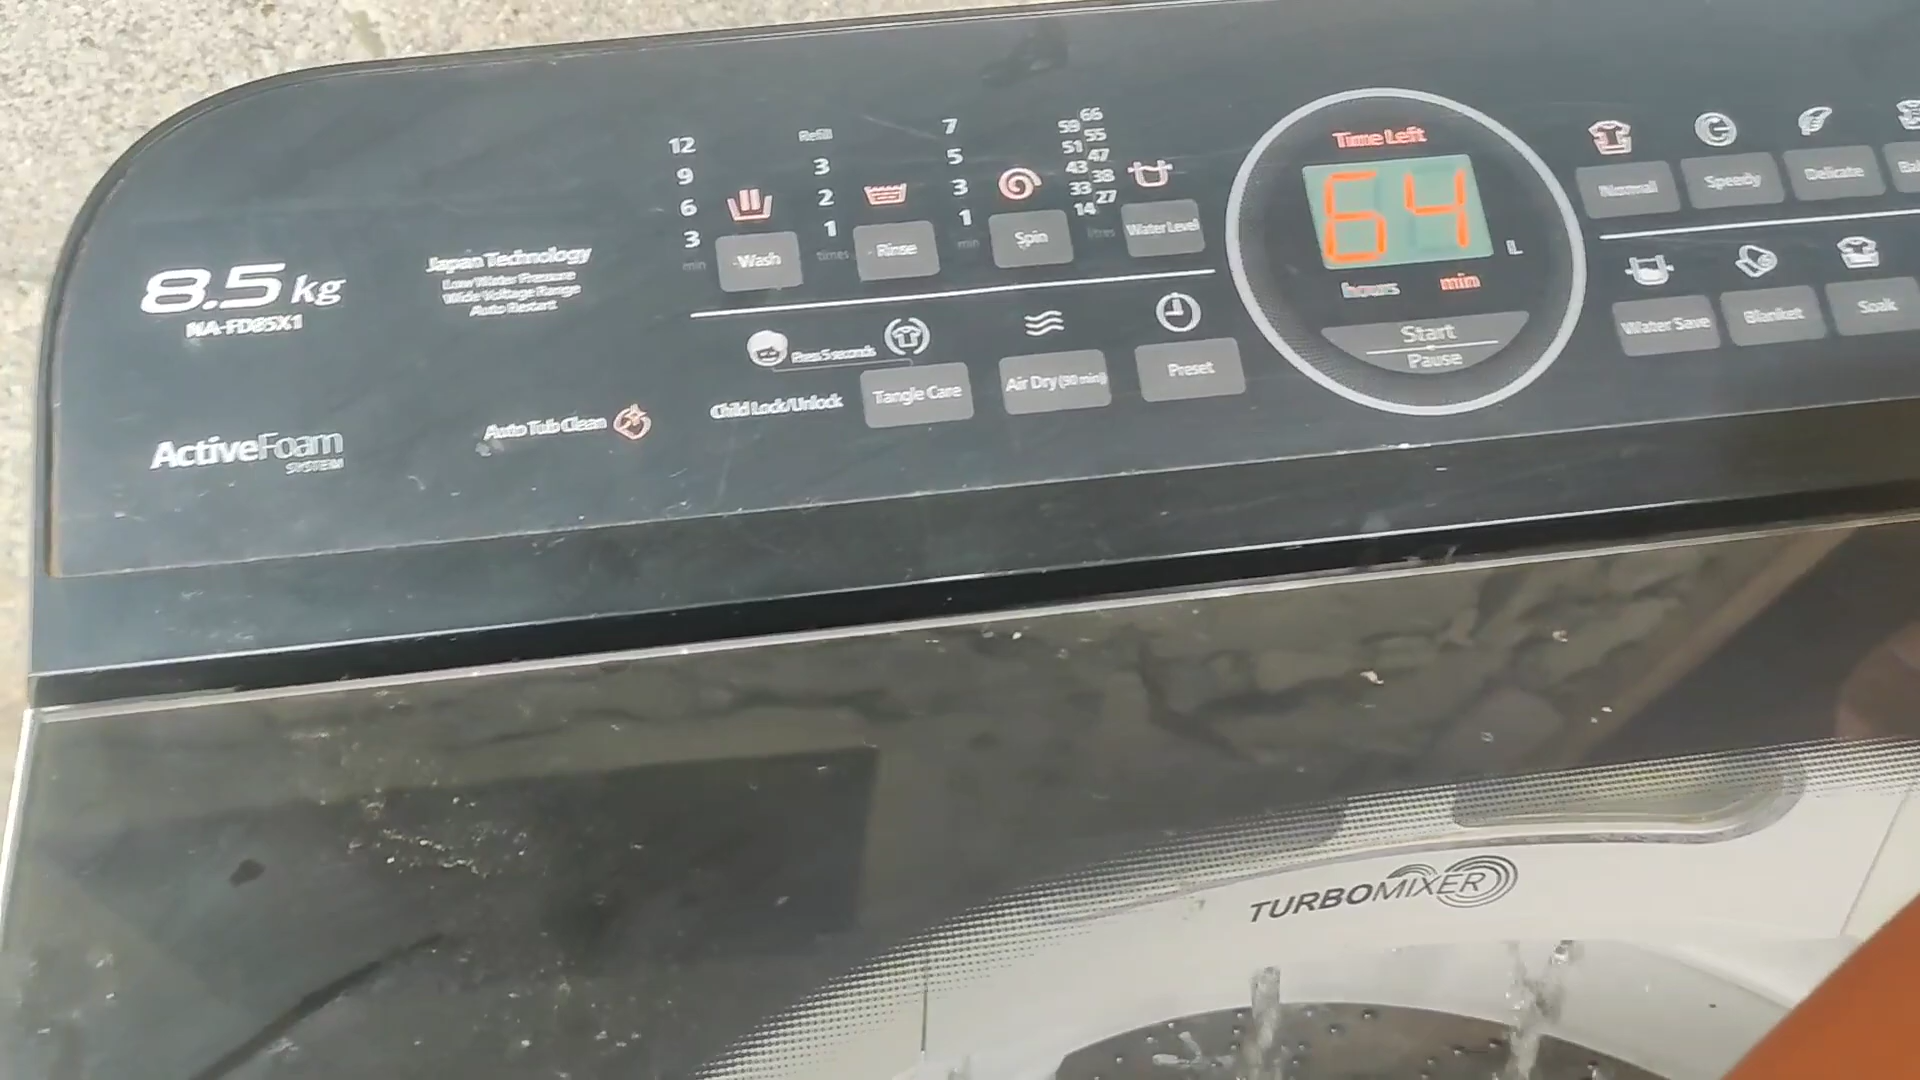 8.5 kg
NA-FD85X1
Japan Technology
Low Water Pressure
Wide Voltage Range
Auto Restart
ActiveFoam
SYSTEM
Auto Tub Clean
12
9
6
3
min
Wash
Refill
3
2
1
times
Rinse
7
5
3
1
min
Spin
66
59
55
51
47
43
38
33
27
14
litres
Water Level
Press 5 seconds
Child Lock/Unlock
Tangle Care
Air Dry (90 min)
Preset
Time Left
64
L
hours
min
Start
Pause
Normal
Speedy
Delicate
Water Save
Blanket
Soak
TURBOMIXER